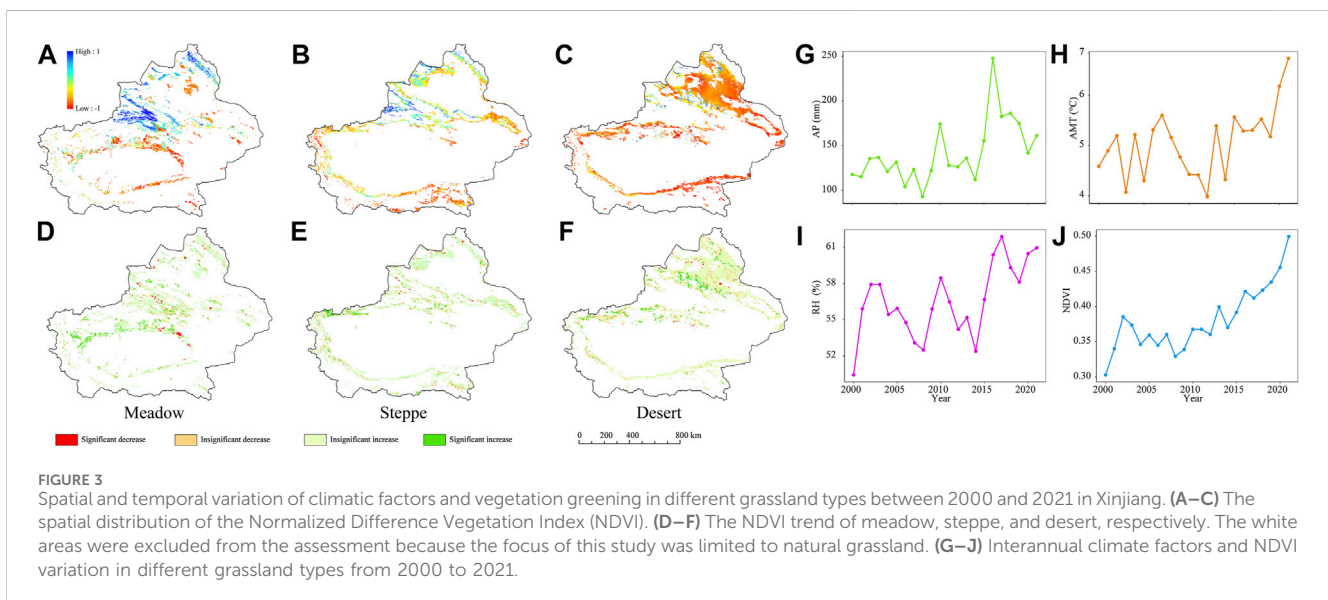 A
High : 1
Low : -1
B
C
D
E
F
Meadow
Steppe
Desert
Significant decrease
Insignificant decrease
Insignificant increase
Significant increase
0 200 400 800 km
G
AP (mm)
250
200
150
100
H
AMT (°C)
7
6
5
4
I
RH (%)
61
58
55
52
2000 2005 2010 2015 2020
Year
J
NDVI
0.50
0.45
0.40
0.35
0.30
2000 2005 2010 2015 2020
Year
FIGURE 3
Spatial and temporal variation of climatic factors and vegetation greening in different grassland types between 2000 and 2021 in Xinjiang. (A–C) The
spatial distribution of the Normalized Difference Vegetation Index (NDVI). (D–F) The NDVI trend of meadow, steppe, and desert, respectively. The white
areas were excluded from the assessment because the focus of this study was limited to natural grassland. (G–J) Interannual climate factors and NDVI
variation in different grassland types from 2000 to 2021.